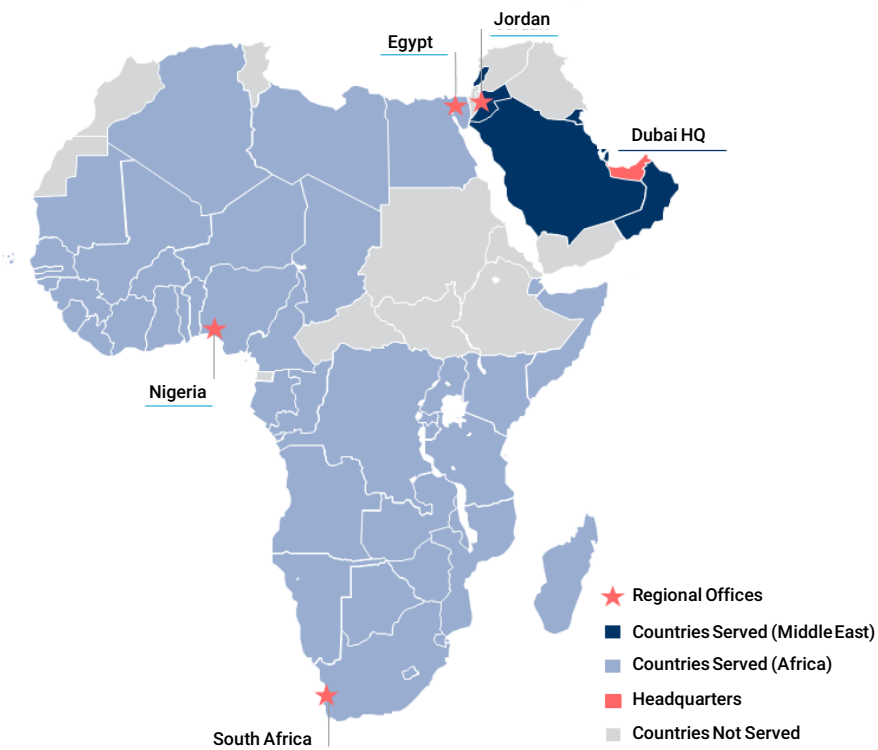 Jordan
Egypt
Dubai HQ
Nigeria
South Africa
Regional Offices
Countries Served (Middle East)
Countries Served (Africa)
Headquarters
Countries Not Served